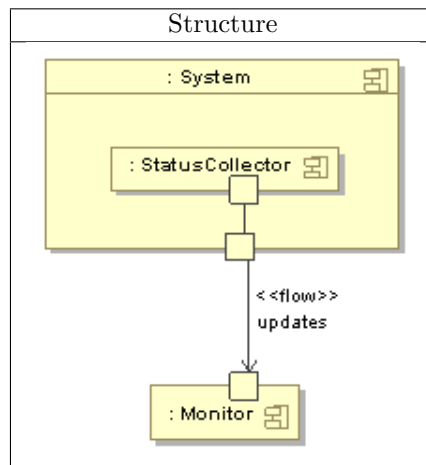 Structure
: System
: StatusCollector
<<flow>>
updates
: Monitor